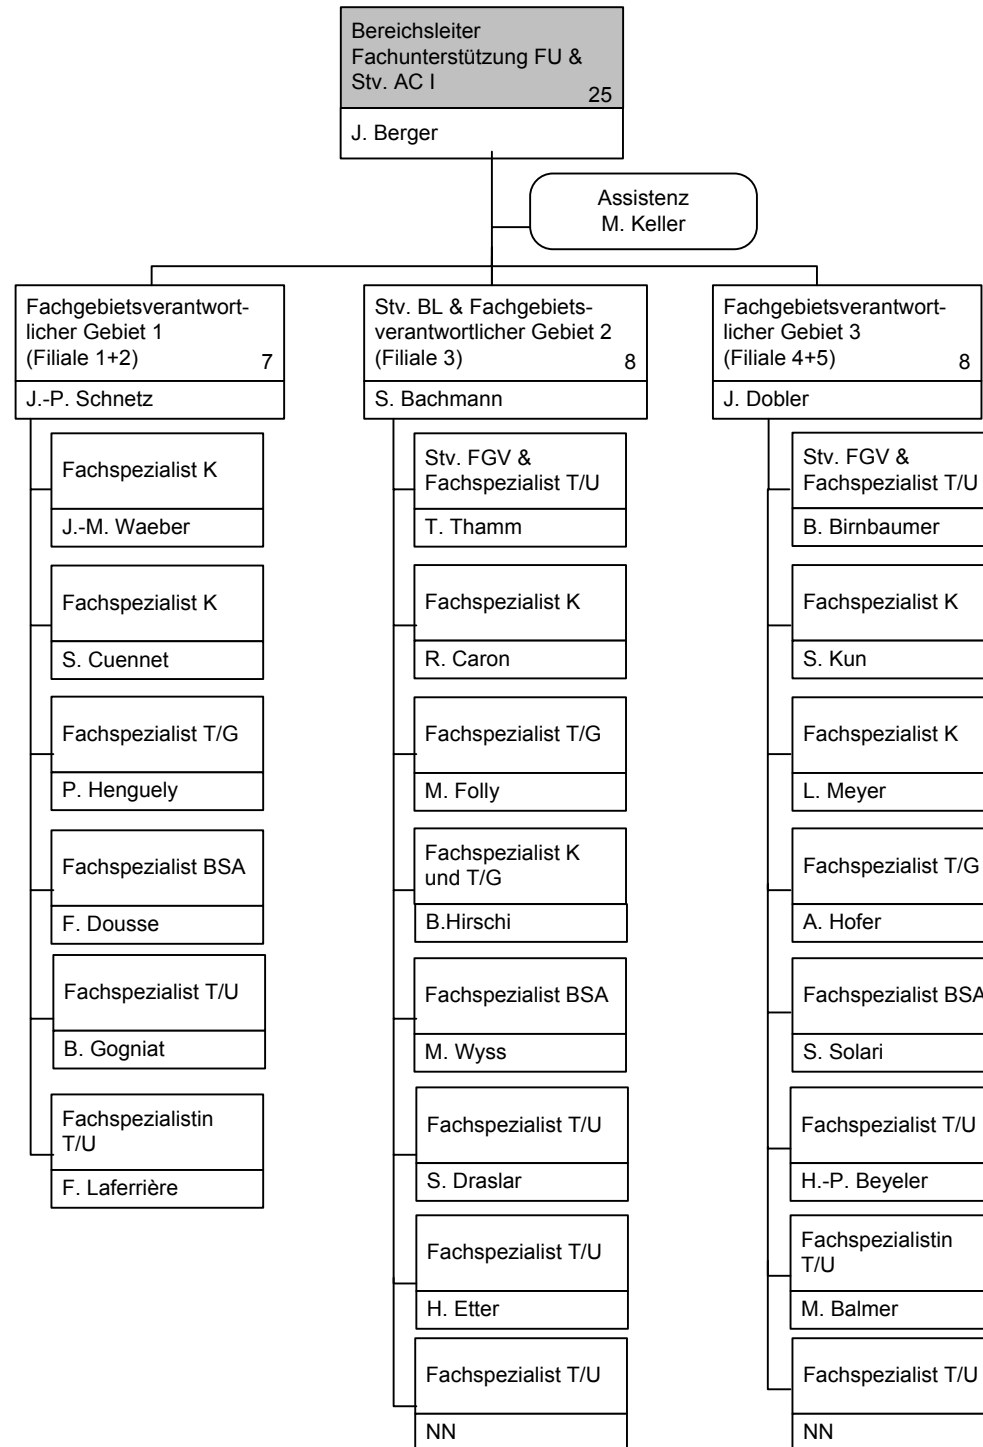 Bereichsleiter
Fachunterstützung FU &
Stv. AC I
25
J. Berger
Assistenz
M. Keller
Fachgebietsverantwort-
licher Gebiet 1
(Filiale 1+2) 7
J.-P. Schnetz
Fachspezialist K
J.-M. Waeber
Fachspezialist K
S. Cuennet
Fachspezialist T/G
P. Henguely
Fachspezialist BSA
F. Dousse
Fachspezialist T/U
B. Gogniat
Fachspezialistin
T/U
F. Laferrière
Stv. BL & Fachgebiets-
verantwortlicher Gebiet 2
(Filiale 3) 8
S. Bachmann
Stv. FGV &
Fachspezialist T/U
T. Thamm
Fachspezialist K
R. Caron
Fachspezialist T/G
M. Folly
Fachspezialist K
und T/G
B.Hirschi
Fachspezialist BSA
M. Wyss
Fachspezialist T/U
S. Draslar
Fachspezialist T/U
H. Etter
Fachspezialist T/U
NN
Fachgebietsverantwort-
licher Gebiet 3
(Filiale 4+5) 8
J. Dobler
Stv. FGV &
Fachspezialist T/U
B. Birnbaumer
Fachspezialist K
S. Kun
Fachspezialist K
L. Meyer
Fachspezialist T/G
A. Hofer
Fachspezialist BSA
S. Solari
Fachspezialist T/U
H.-P. Beyeler
Fachspezialistin
T/U
M. Balmer
Fachspezialist T/U
NN